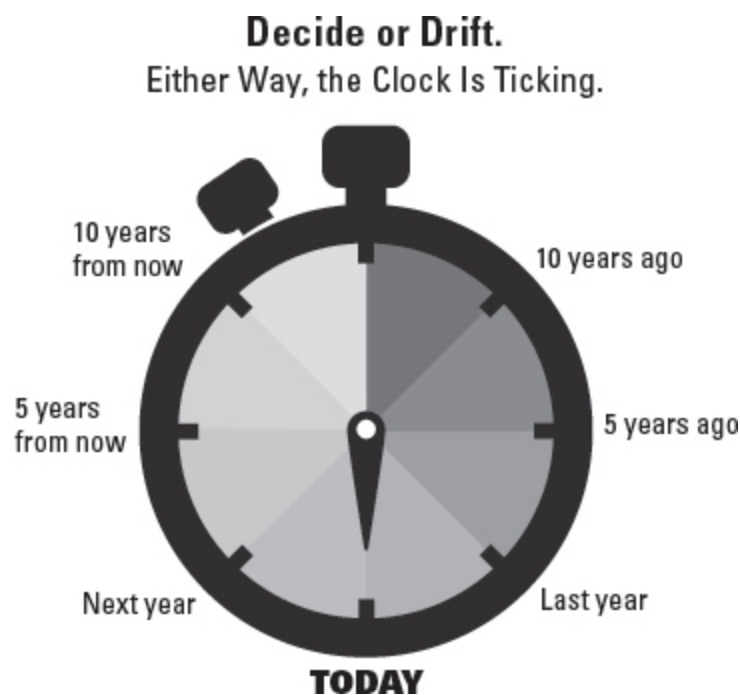 Decide or Drift.
Either Way, the Clock Is Ticking.
10 years
from now
10 years ago
5 years
from now
5 years ago
Next year
Last year
TODAY